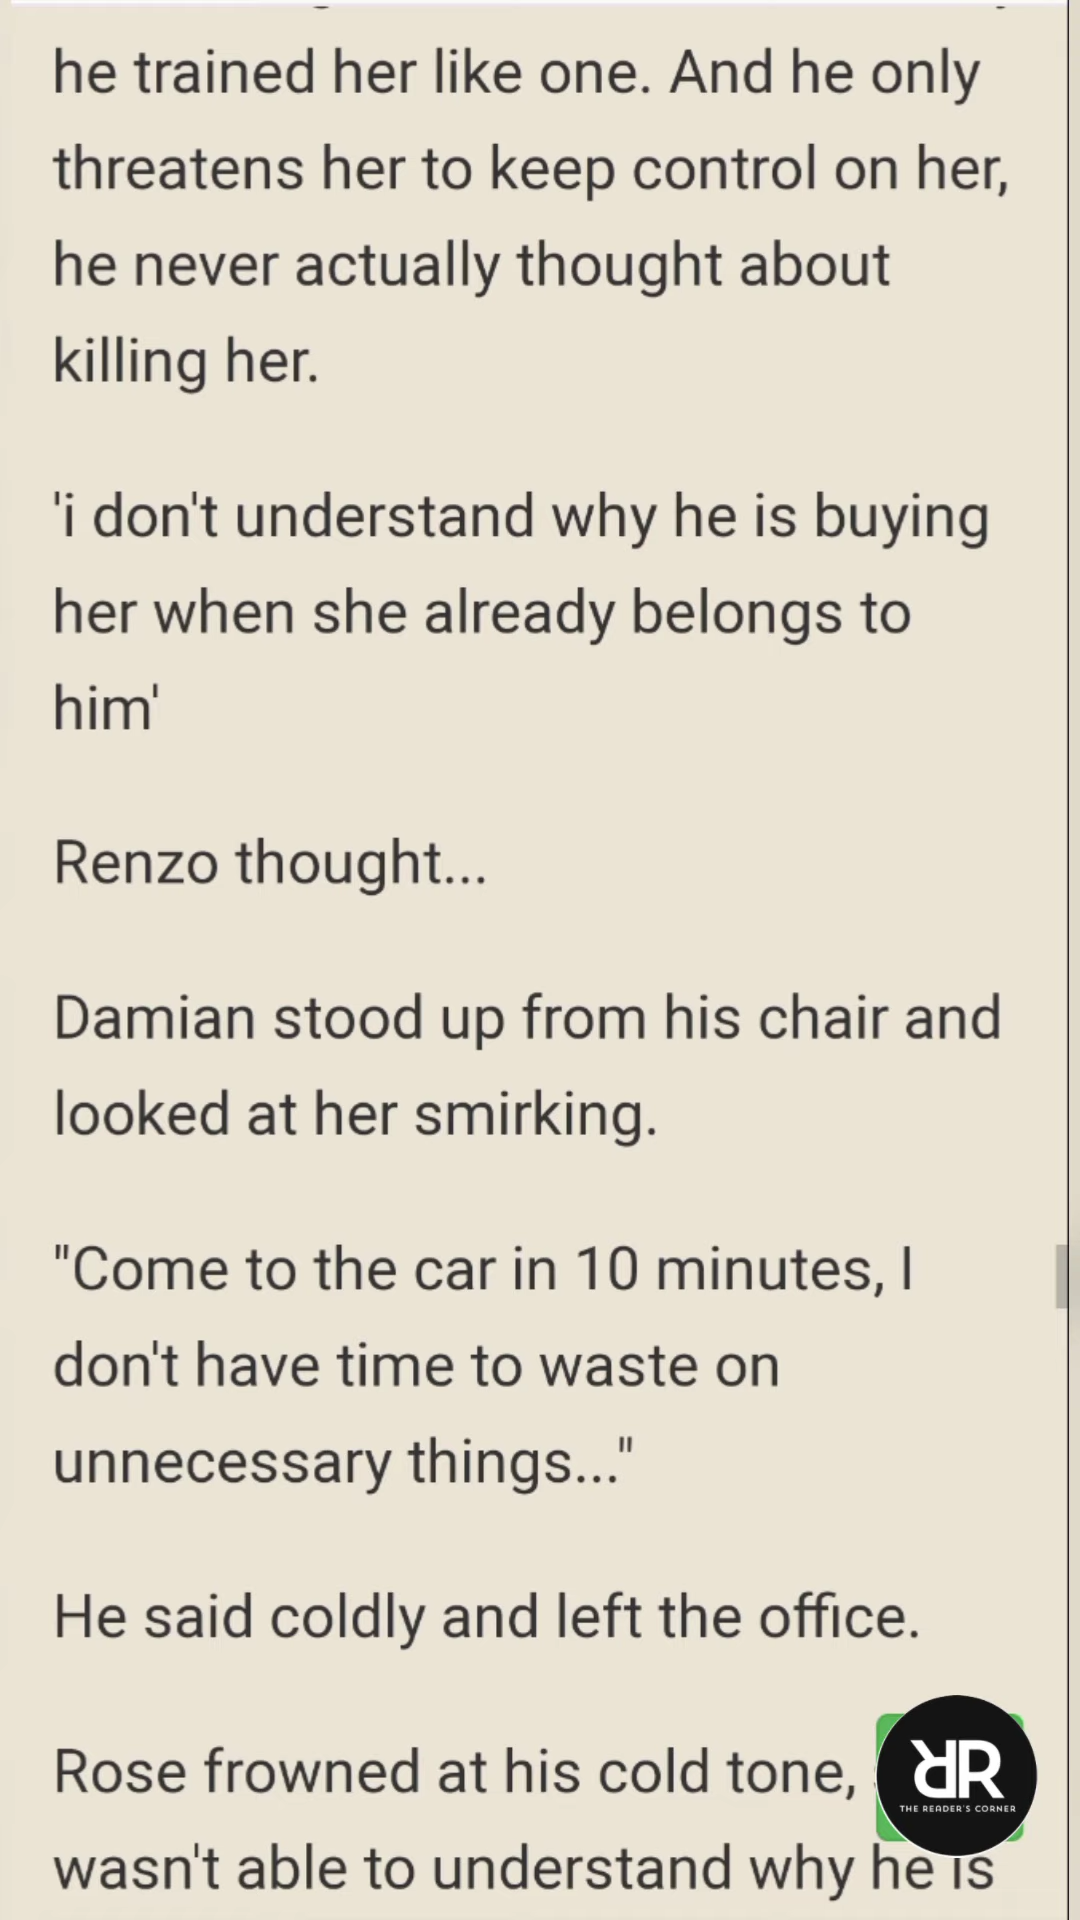 he trained her like one. And he only
threatens her to keep control on her,
he never actually thought about
killing her.
'i don't understand why he is buying
her when she already belongs to
him'
Renzo thought...
Damian stood up from his chair and
looked at her smirking.
"Come to the car in 10 minutes, I
don't have time to waste on
unnecessary things..."
He said coldly and left the office.
Rose frowned at his cold tone,
wasn't able to understand why he is
RR
THE READER'S CORNER